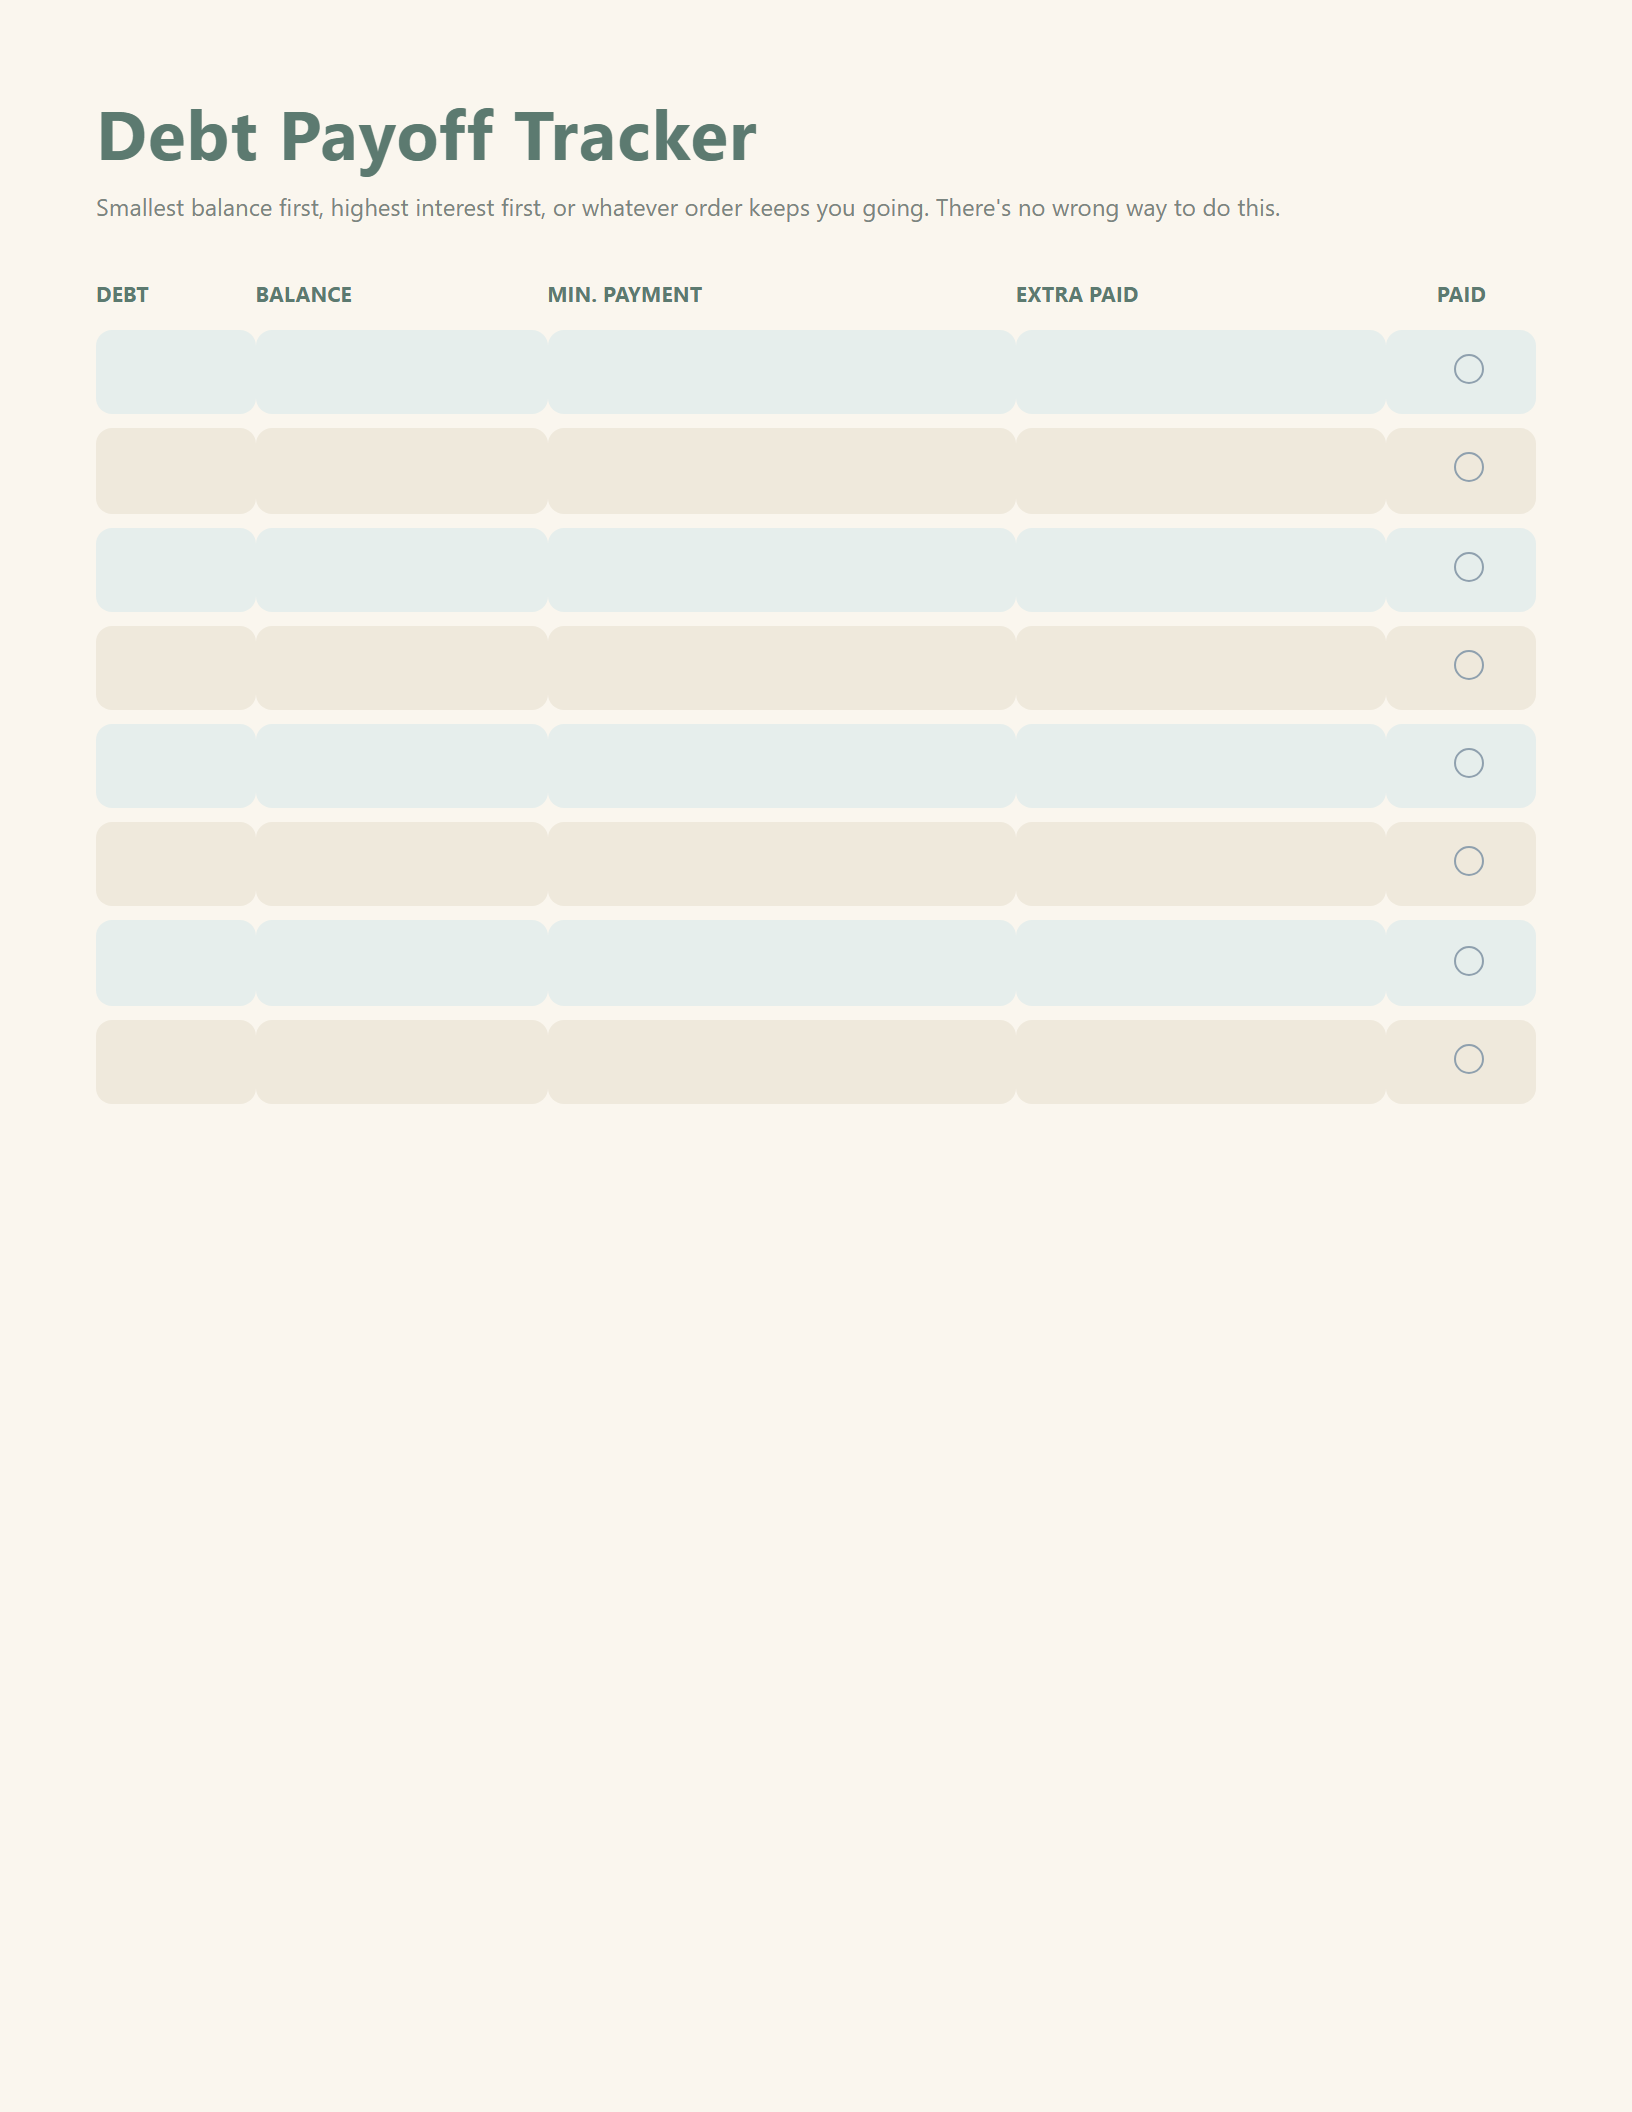 Debt Payoff Tracker
Smallest balance first, highest interest first, or whatever order keeps you going. There's no wrong way to do this.
DEBT BALANCE MIN. PAYMENT EXTRA PAID PAID